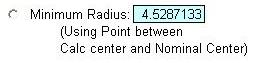 Minimum Radius: 4.5287133
(Using Point between
Calc center and Nominal Center)